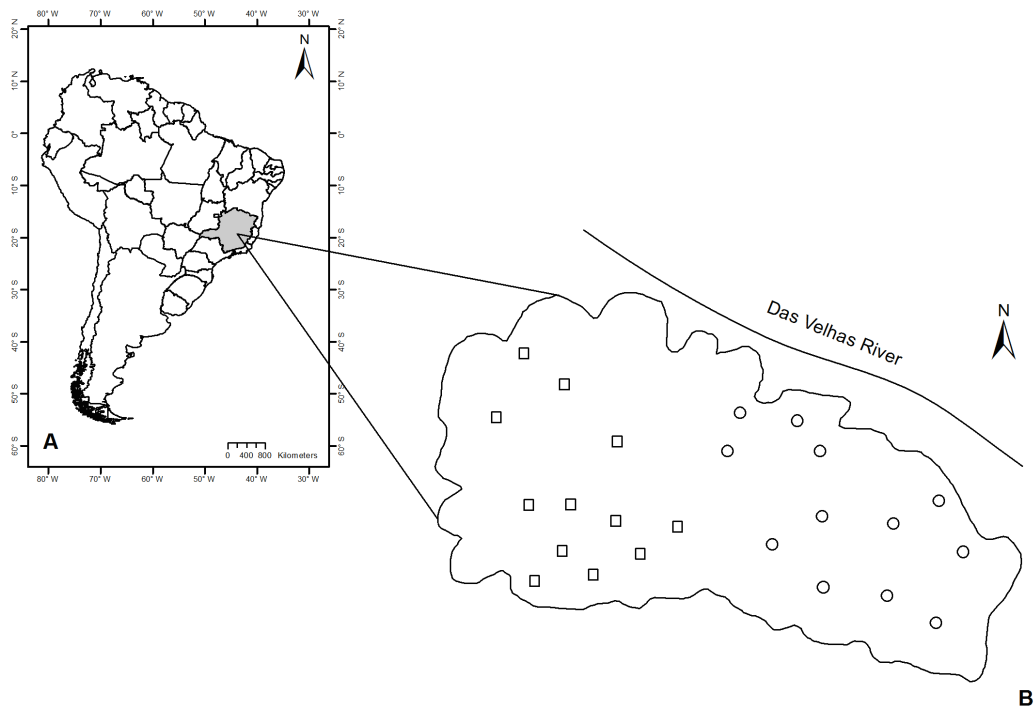 80° W 70° W 60° W 50° W 40° W 30° W
20° N 20° N
N
10° N 10° N
0° 0°
10° S 10° S
20° S 20° S
30° S 30° S
40° S 40° S
50° S 50° S
60° S 60° S
A
0 400 800 Kilometers
80° W 70° W 60° W 50° W 40° W 30° W
Das Velhas River
N
B